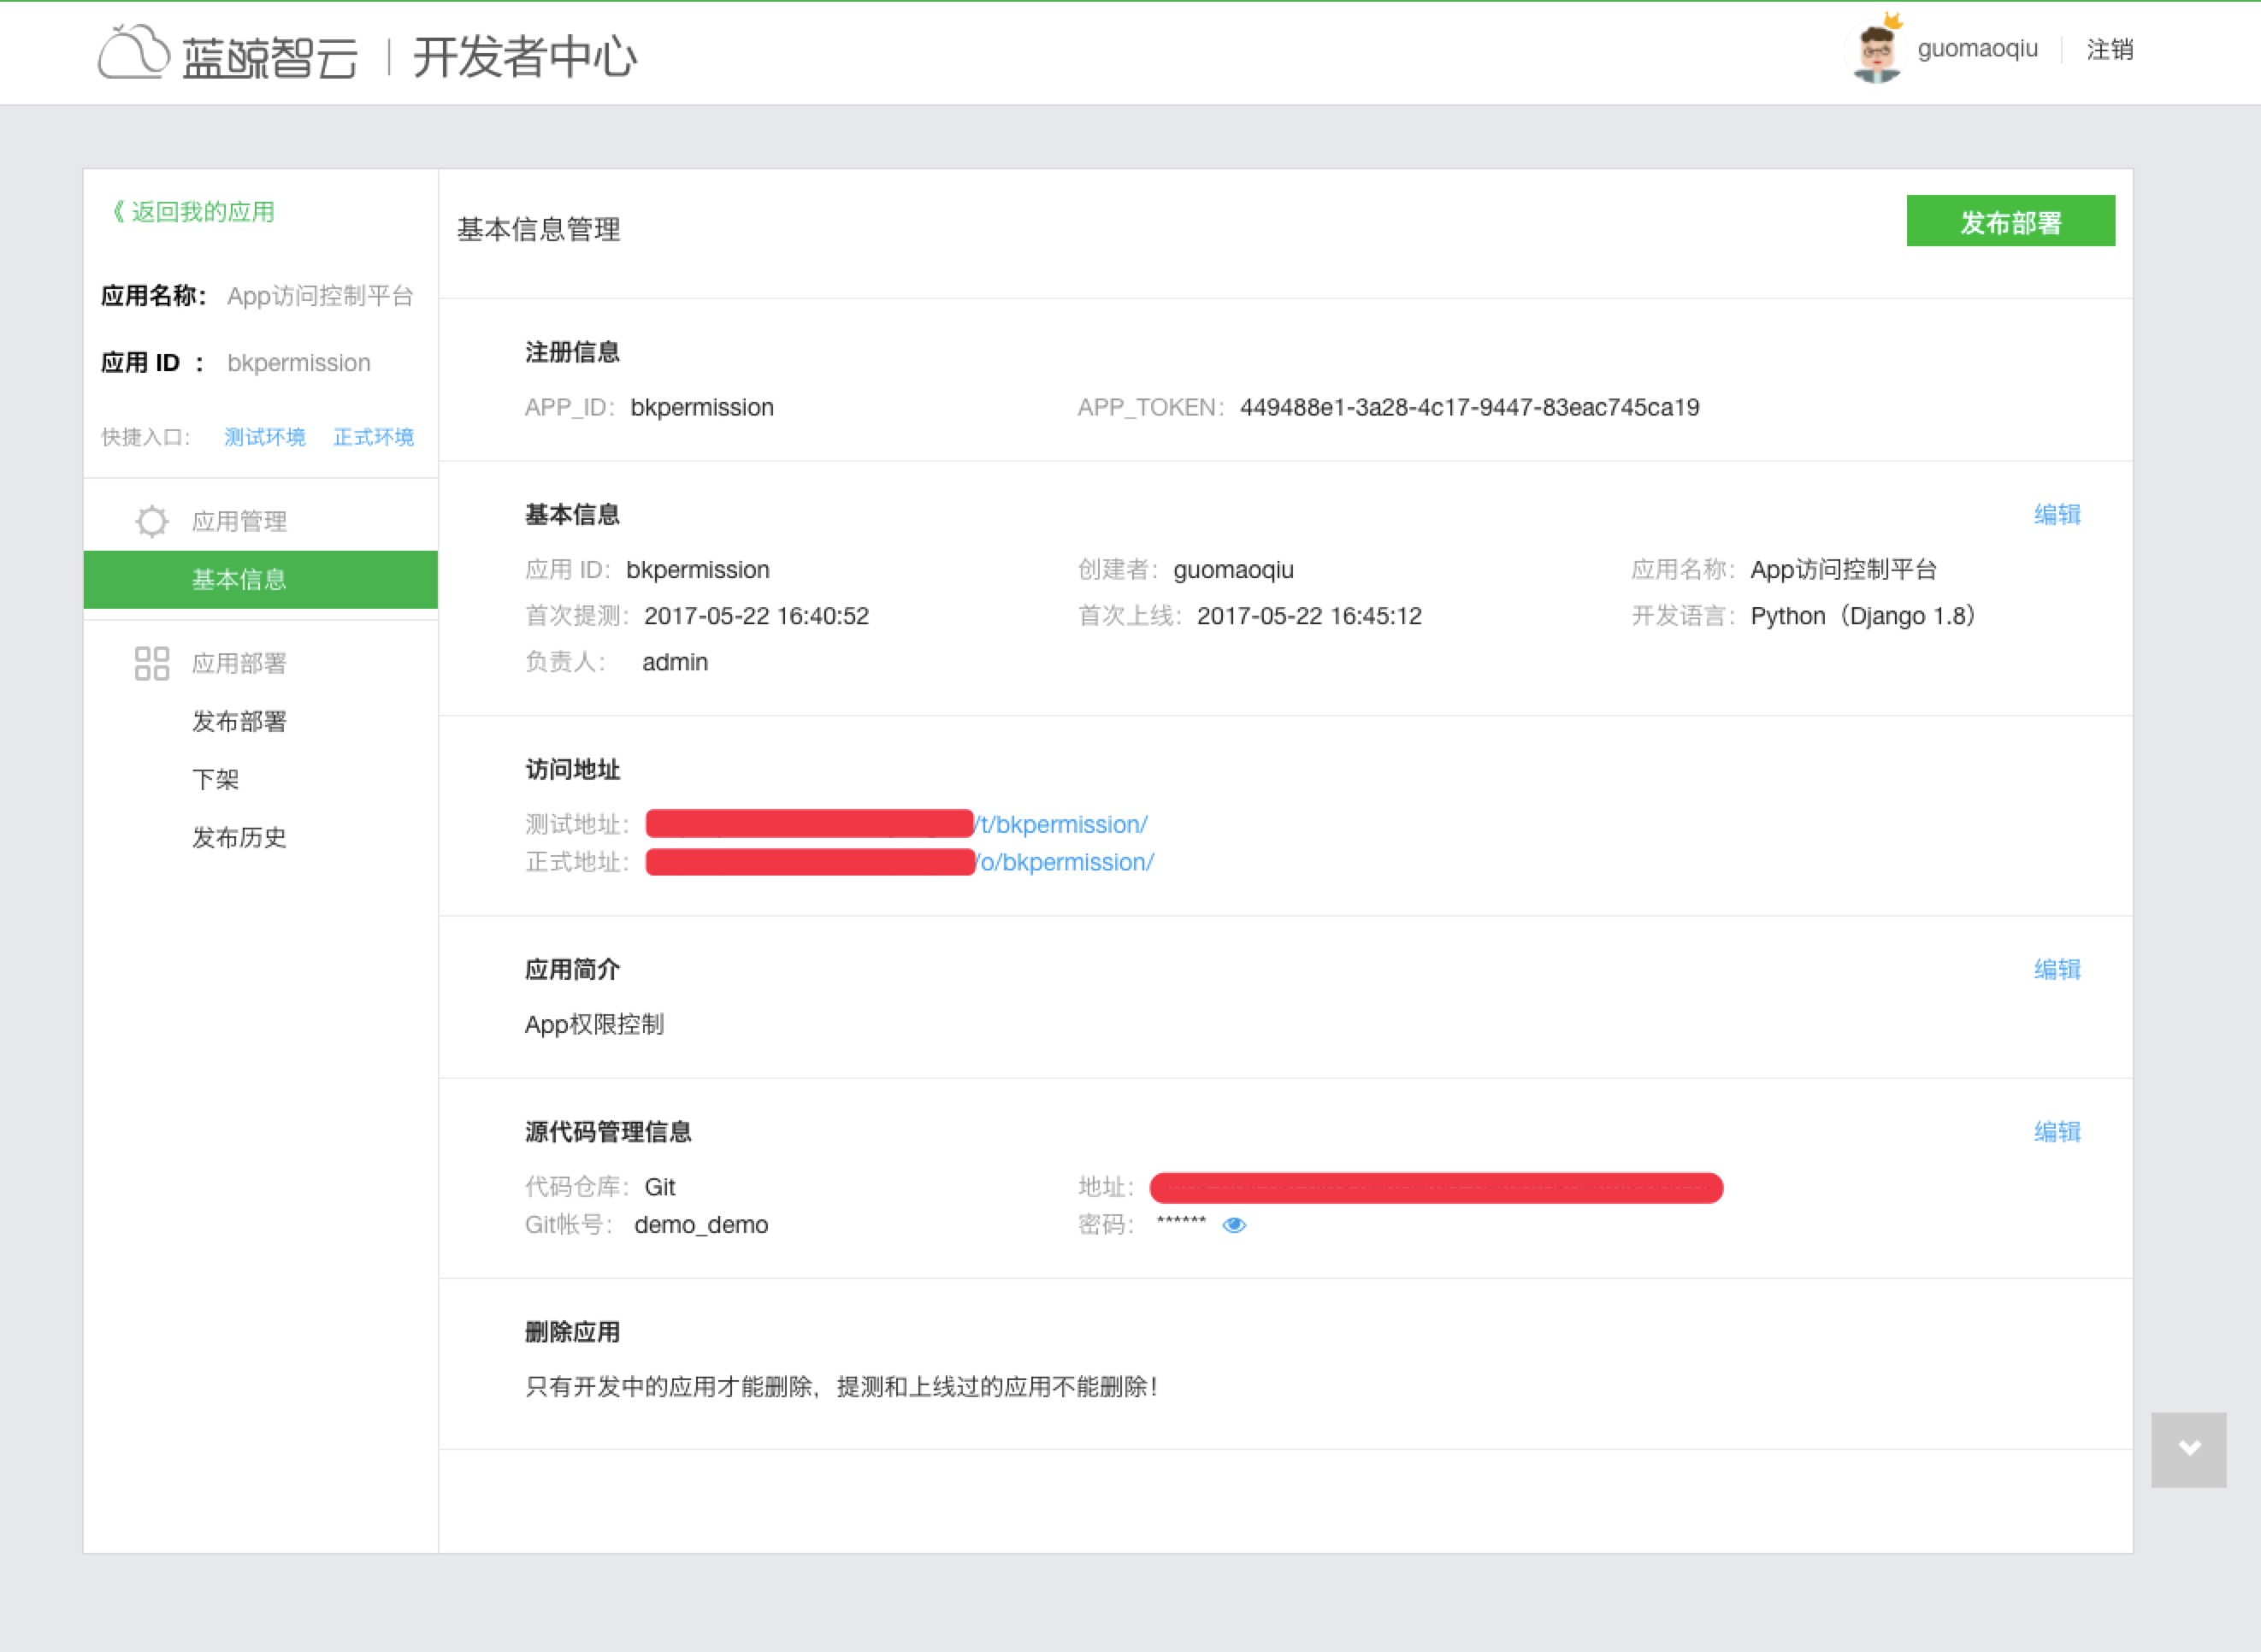 蓝鲸智云 | 开发者中心
guomaoqiu
注销
《 返回我的应用
应用名称： App访问控制平台
应用 ID ： bkpermission
快捷入口： 测试环境 正式环境
应用管理
基本信息
应用部署
发布部署
下架
发布历史
基本信息管理
发布部署
注册信息
APP_ID： bkpermission
APP_TOKEN： 449488e1-3a28-4c17-9447-83eac745ca19
基本信息
编辑
应用 ID： bkpermission
创建者： guomaoqiu
应用名称： App访问控制平台
首次提测： 2017-05-22 16:40:52
首次上线： 2017-05-22 16:45:12
开发语言： Python（Django 1.8）
负责人： admin
访问地址
测试地址： /t/bkpermission/
正式地址： /o/bkpermission/
应用简介
编辑
App权限控制
源代码管理信息
编辑
代码仓库： Git
地址：
Git帐号： demo_demo
密码： ******
删除应用
只有开发中的应用才能删除，提测和上线过的应用不能删除！